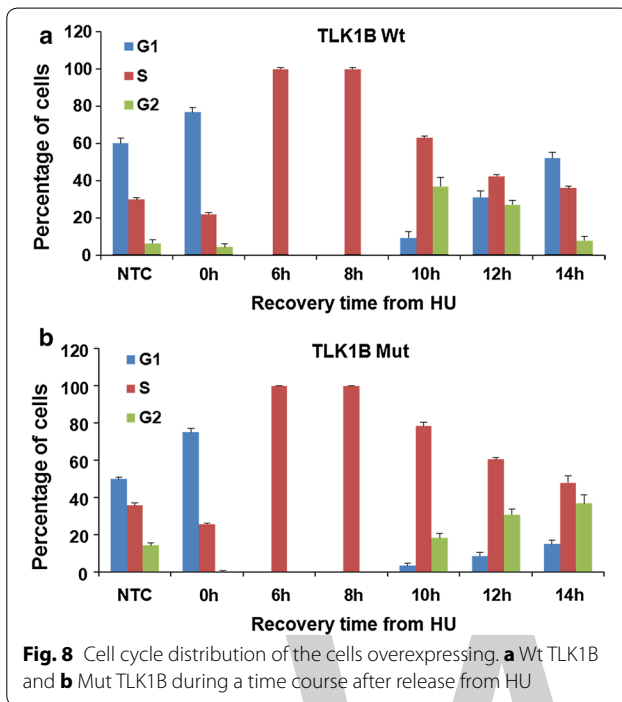 a
TLK1B Wt
G1
S
G2
Percentage of cells
120
100
80
60
40
20
0
NTC 0h 6h 8h 10h 12h 14h
Recovery time from HU
b
TLK1B Mut
G1
S
G2
Percentage of cells
120
100
80
60
40
20
0
NTC 0h 6h 8h 10h 12h 14h
Recovery time from HU
Fig. 8 Cell cycle distribution of the cells overexpressing. a Wt TLK1B
and b Mut TLK1B during a time course after release from HU